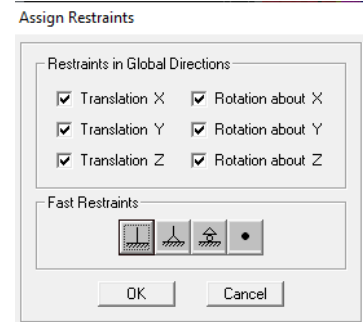 Assign Restraints
Restraints in Global Directions
Translation X Rotation about X
Translation Y Rotation about Y
Translation Z Rotation about Z
Fast Restraints
OK Cancel